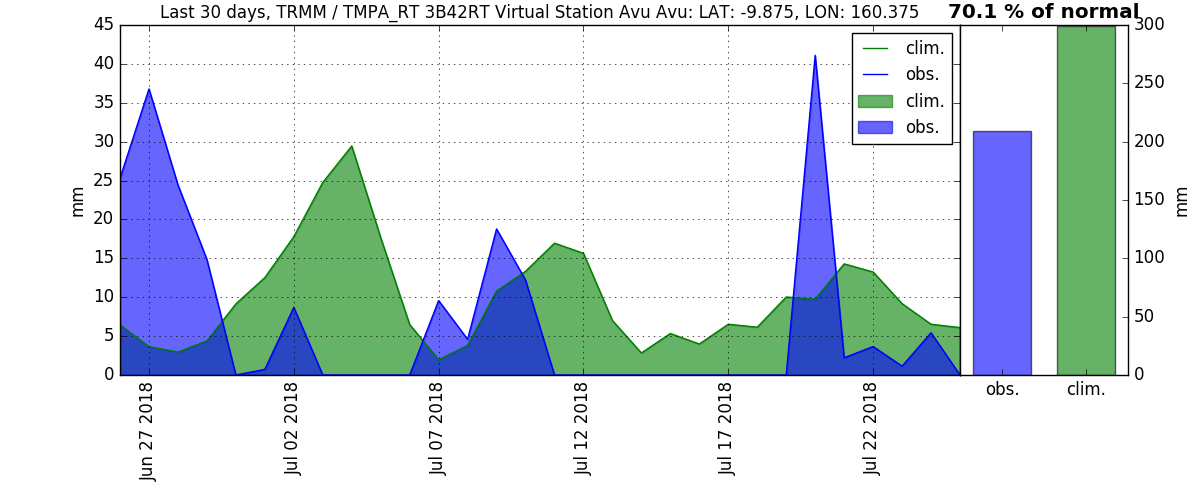 Last 30 days, TRMM / TMPA_RT 3B42RT Virtual Station Avu Avu: LAT: -9.875, LON: 160.375
70.1 % of normal
45
40
35
30
25
20
15
10
5
0
mm
clim.
obs.
clim.
obs.
Jun 27 2018
Jul 02 2018
Jul 07 2018
Jul 12 2018
Jul 17 2018
Jul 22 2018
300
250
200
150
100
50
0
mm
obs.
clim.